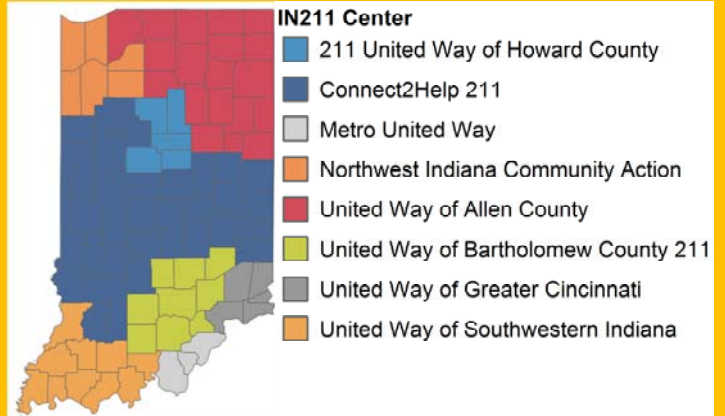 IN211 Center
211 United Way of Howard County
Connect2Help 211
Metro United Way
Northwest Indiana Community Action
United Way of Allen County
United Way of Bartholomew County 211
United Way of Greater Cincinnati
United Way of Southwestern Indiana